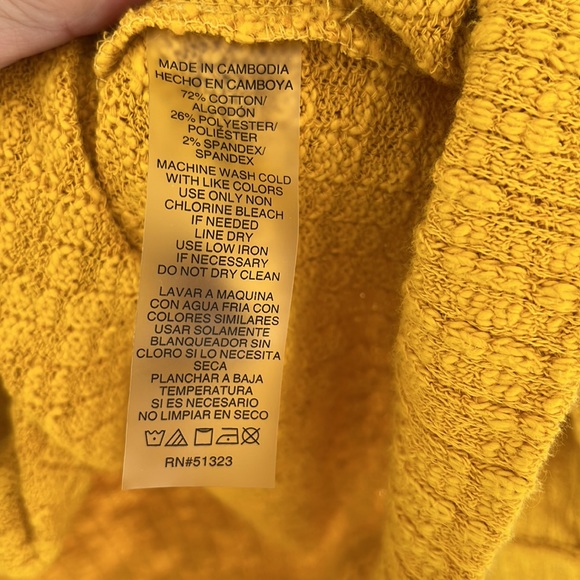 MADE IN CAMBODIA
HECHO EN CAMBOYA
72% COTTON/
ALGODÓN
26% POLYESTER/
POLIÉSTER
2% SPANDEX/
SPANDEX
MACHINE WASH COLD
WITH LIKE COLORS
USE ONLY NON
CHLORINE BLEACH
IF NEEDED
LINE DRY
USE LOW IRON
IF NECESSARY
DO NOT DRY CLEAN
LAVAR A MAQUINA
CON AGUA FRIA CON
COLORES SIMILARES
USAR SOLAMENTE
BLANQUEADOR SIN
CLORO SI LO NECESITA
SECA
PLANCHAR A BAJA
TEMPERATURA
SI ES NECESARIO
NO LIMPIAR EN SECO
RN#51323